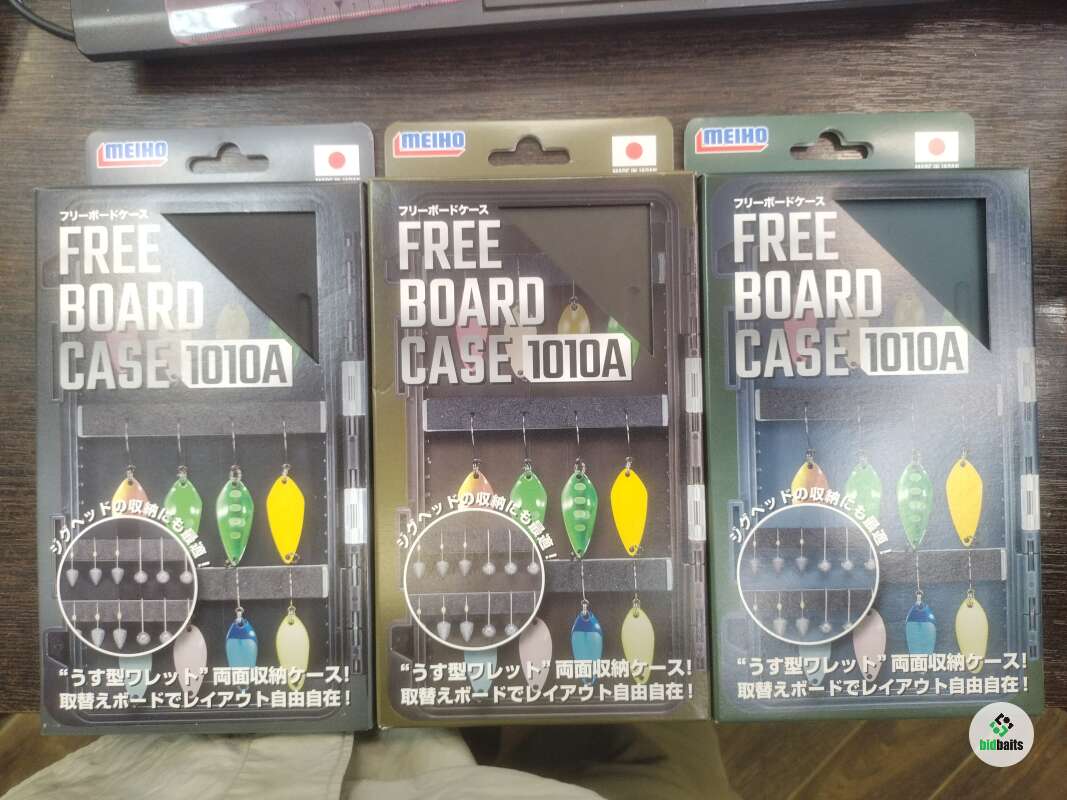 MEIHO
フリーボードケース
FREE
BOARD
CASE 1010A
ジグヘッドの収納にも最適!
“うす型ワレット”両面収納ケース!
取替えボードでレイアウト自由自在!
MEIHO
MADE IN JAPAN
フリーボードケース
FREE
BOARD
CASE 1010A
ジグヘッドの収納にも最適!
“うす型ワレット”両面収納ケース!
取替えボードでレイアウト自由自在!
MEIHO
フリーボードケース
FREE
BOARD
CASE 1010A
ジグヘッドの収納にも最適!
“うす型ワレット”両面収納ケース!
取替えボードでレイアウト自由自在!
bidbaits